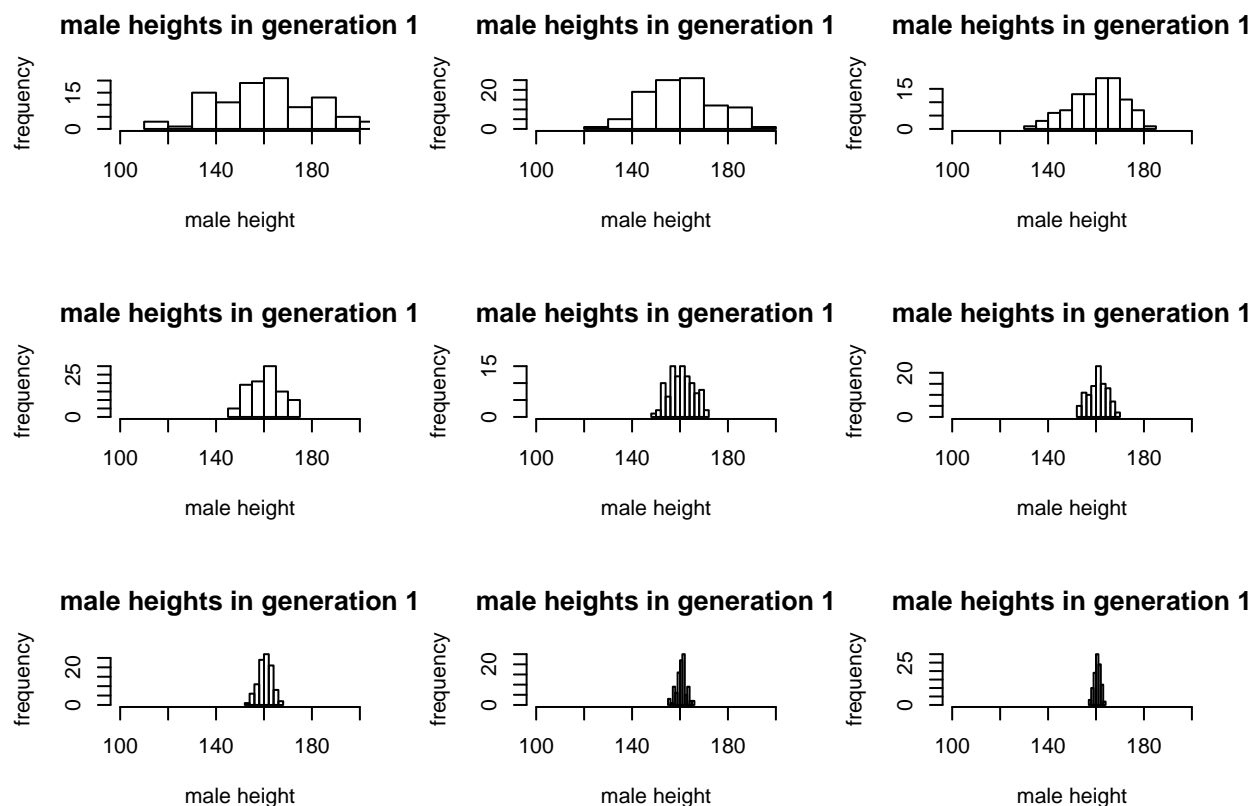 male heights in generation 1
frequency
0 15
100 140 180
male height
male heights in generation 1
frequency
0 20
100 140 180
male height
male heights in generation 1
frequency
0 15
100 140 180
male height
male heights in generation 1
frequency
0 25
100 140 180
male height
male heights in generation 1
frequency
0 15
100 140 180
male height
male heights in generation 1
frequency
0 20
100 140 180
male height
male heights in generation 1
frequency
0 20
100 140 180
male height
male heights in generation 1
frequency
0 20
100 140 180
male height
male heights in generation 1
frequency
0 25
100 140 180
male height